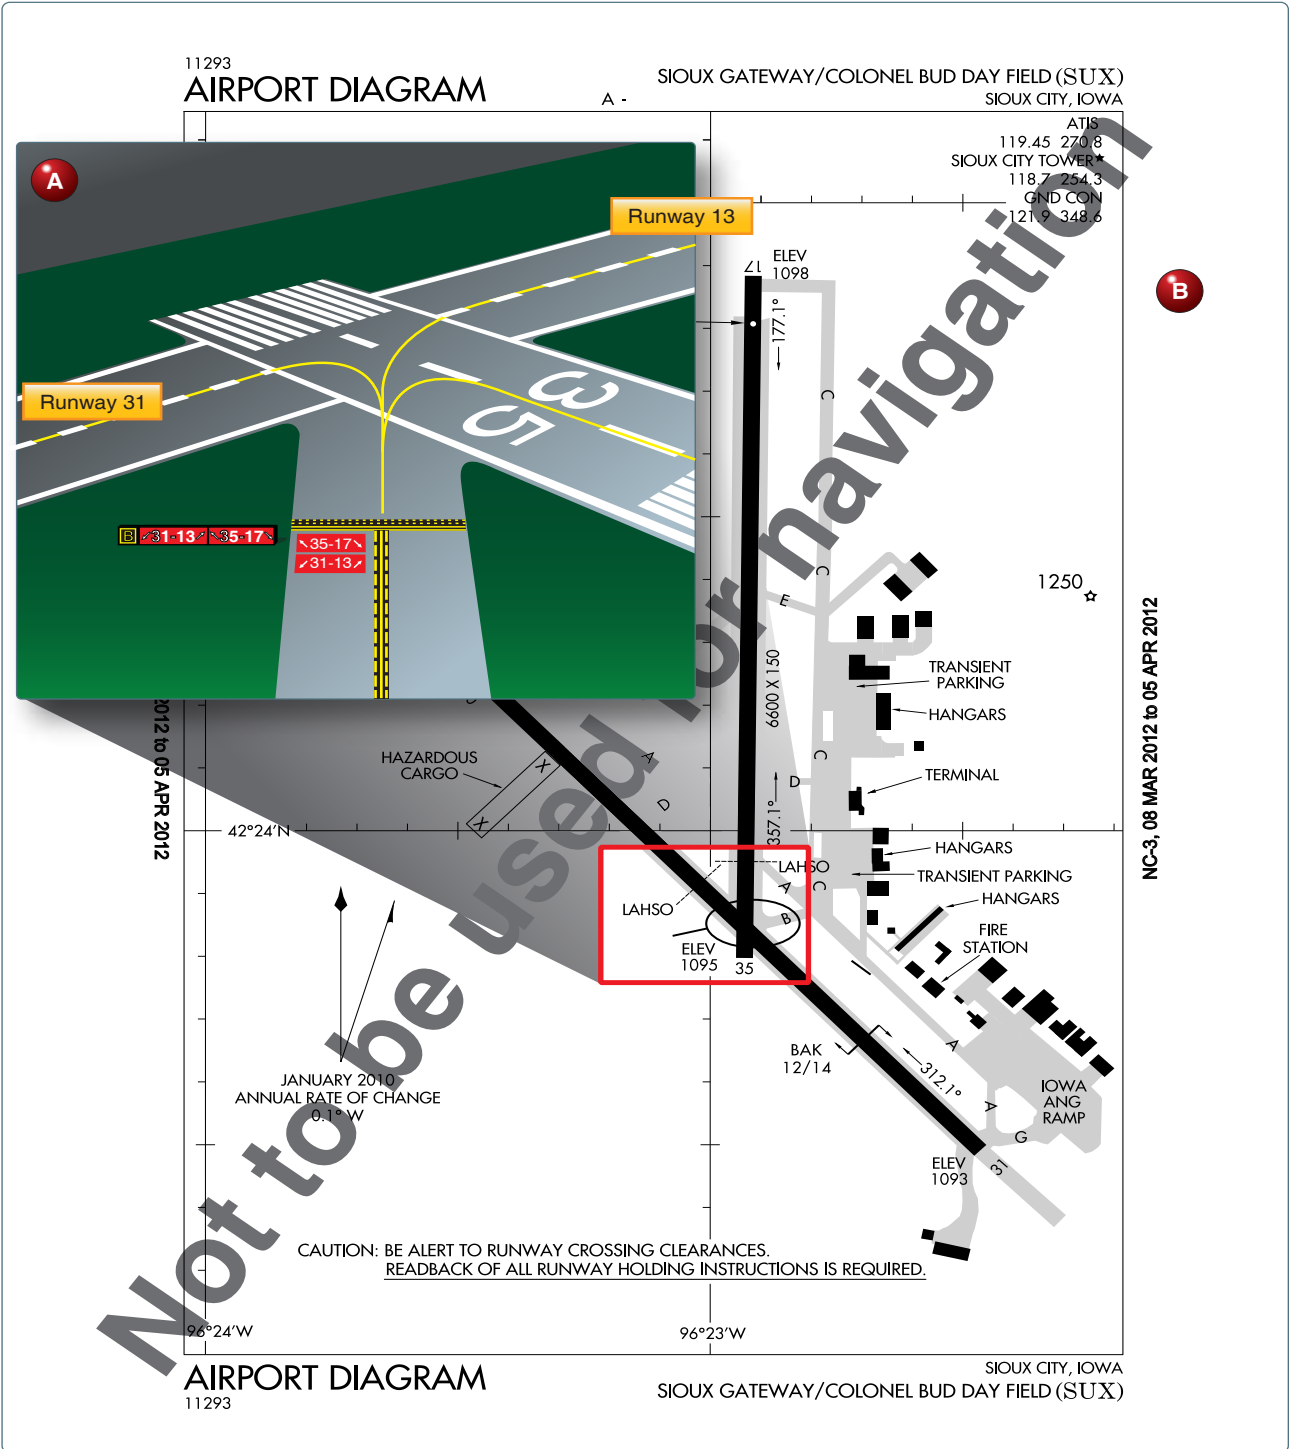 11293
AIRPORT DIAGRAM
SIOUX GATEWAY/COLONEL BUD DAY FIELD (SUX)
A -
SIOUX CITY, IOWA
ATIS
119.45 270.8
SIOUX CITY TOWER★
118.7 254.3
GND CON
121.9 348.6
A
B
Runway 13
Runway 31
35
B ↙31-13↗ ↖35-17↘
↖35-17↘
↙31-13↗
17
ELEV
1098
177.1°
C
C
E
1250
6600 X 150
TRANSIENT
PARKING
HANGARS
C
D
TERMINAL
357.1°
HAZARDOUS
CARGO
X
X
D
A
D
42°24'N
HANGARS
TRANSIENT PARKING
HANGARS
LAHSO
LAHSO
A
C
B
FIRE
STATION
ELEV
1095
35
BAK
12/14
312.1°
A
A
G
IOWA
ANG
RAMP
ELEV
1093
31
JANUARY 2010
ANNUAL RATE OF CHANGE
0.1° W
CAUTION: BE ALERT TO RUNWAY CROSSING CLEARANCES.
READBACK OF ALL RUNWAY HOLDING INSTRUCTIONS IS REQUIRED.
96°24'W
96°23'W
2012 to 05 APR 2012
NC-3, 08 MAR 2012 to 05 APR 2012
Not to be used for navigation
AIRPORT DIAGRAM
11293
SIOUX CITY, IOWA
SIOUX GATEWAY/COLONEL BUD DAY FIELD (SUX)